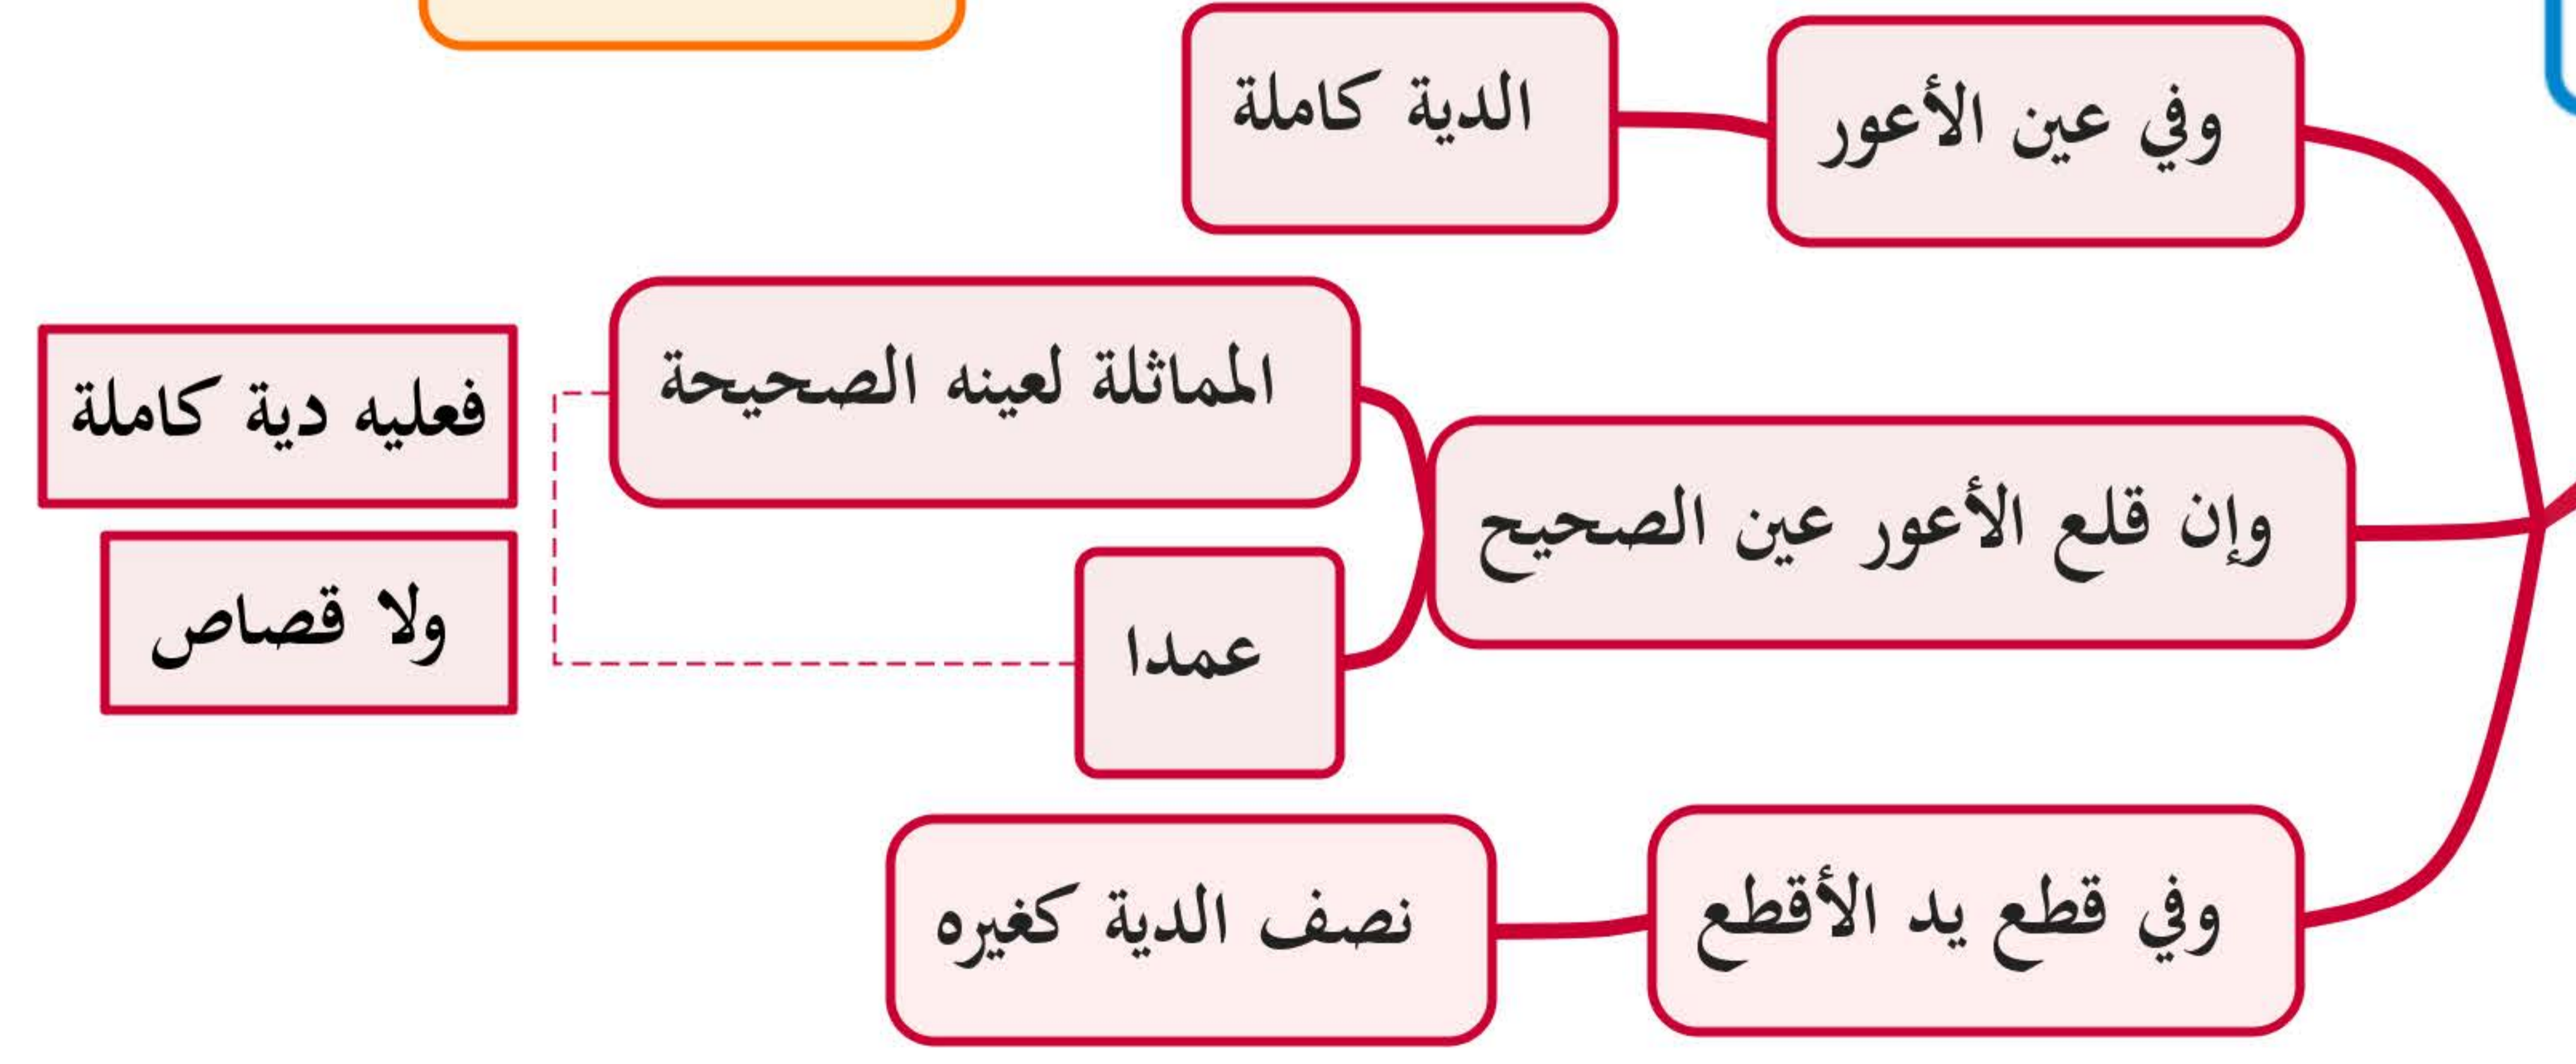 وفي عين الأعور
الدية كاملة
وإن قلع الأعور عين الصحيح
المماثلة لعينه الصحيحة
عمدا
فعليه دية كاملة
ولا قصاص
وفي قطع يد الأقطع
نصف الدية كغيره